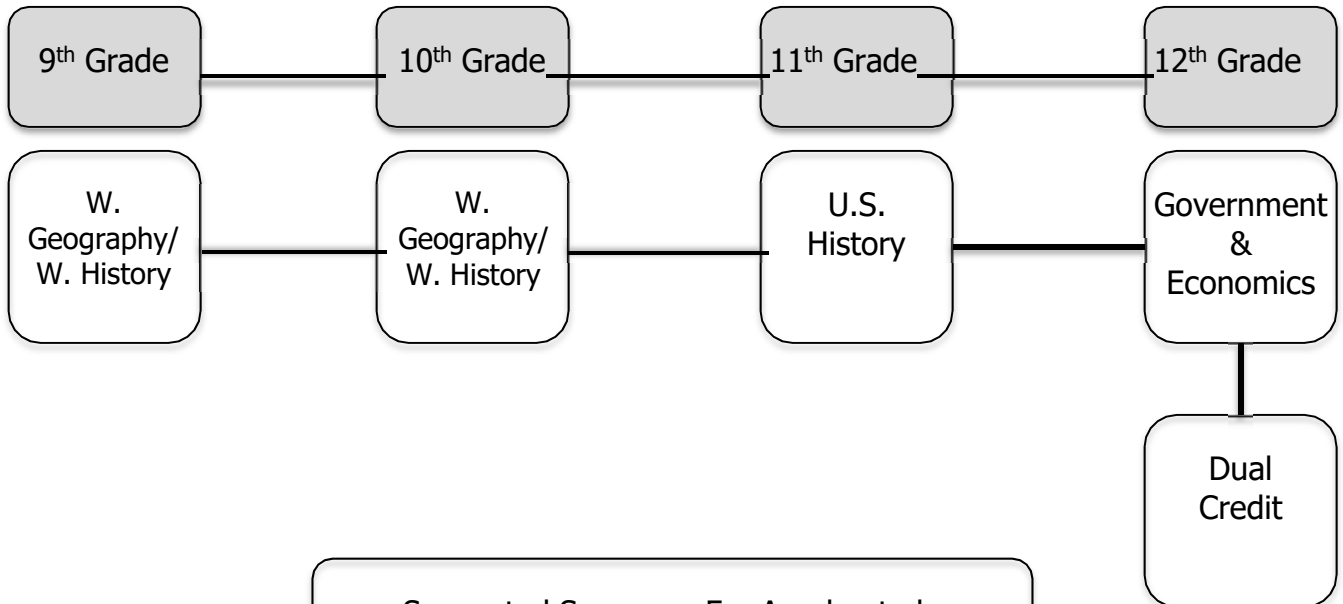 9th Grade
10th Grade
11th Grade
12th Grade
W.
Geography/
W. History
W.
Geography/
W. History
U.S.
History
Government
&
Economics
Dual
Credit